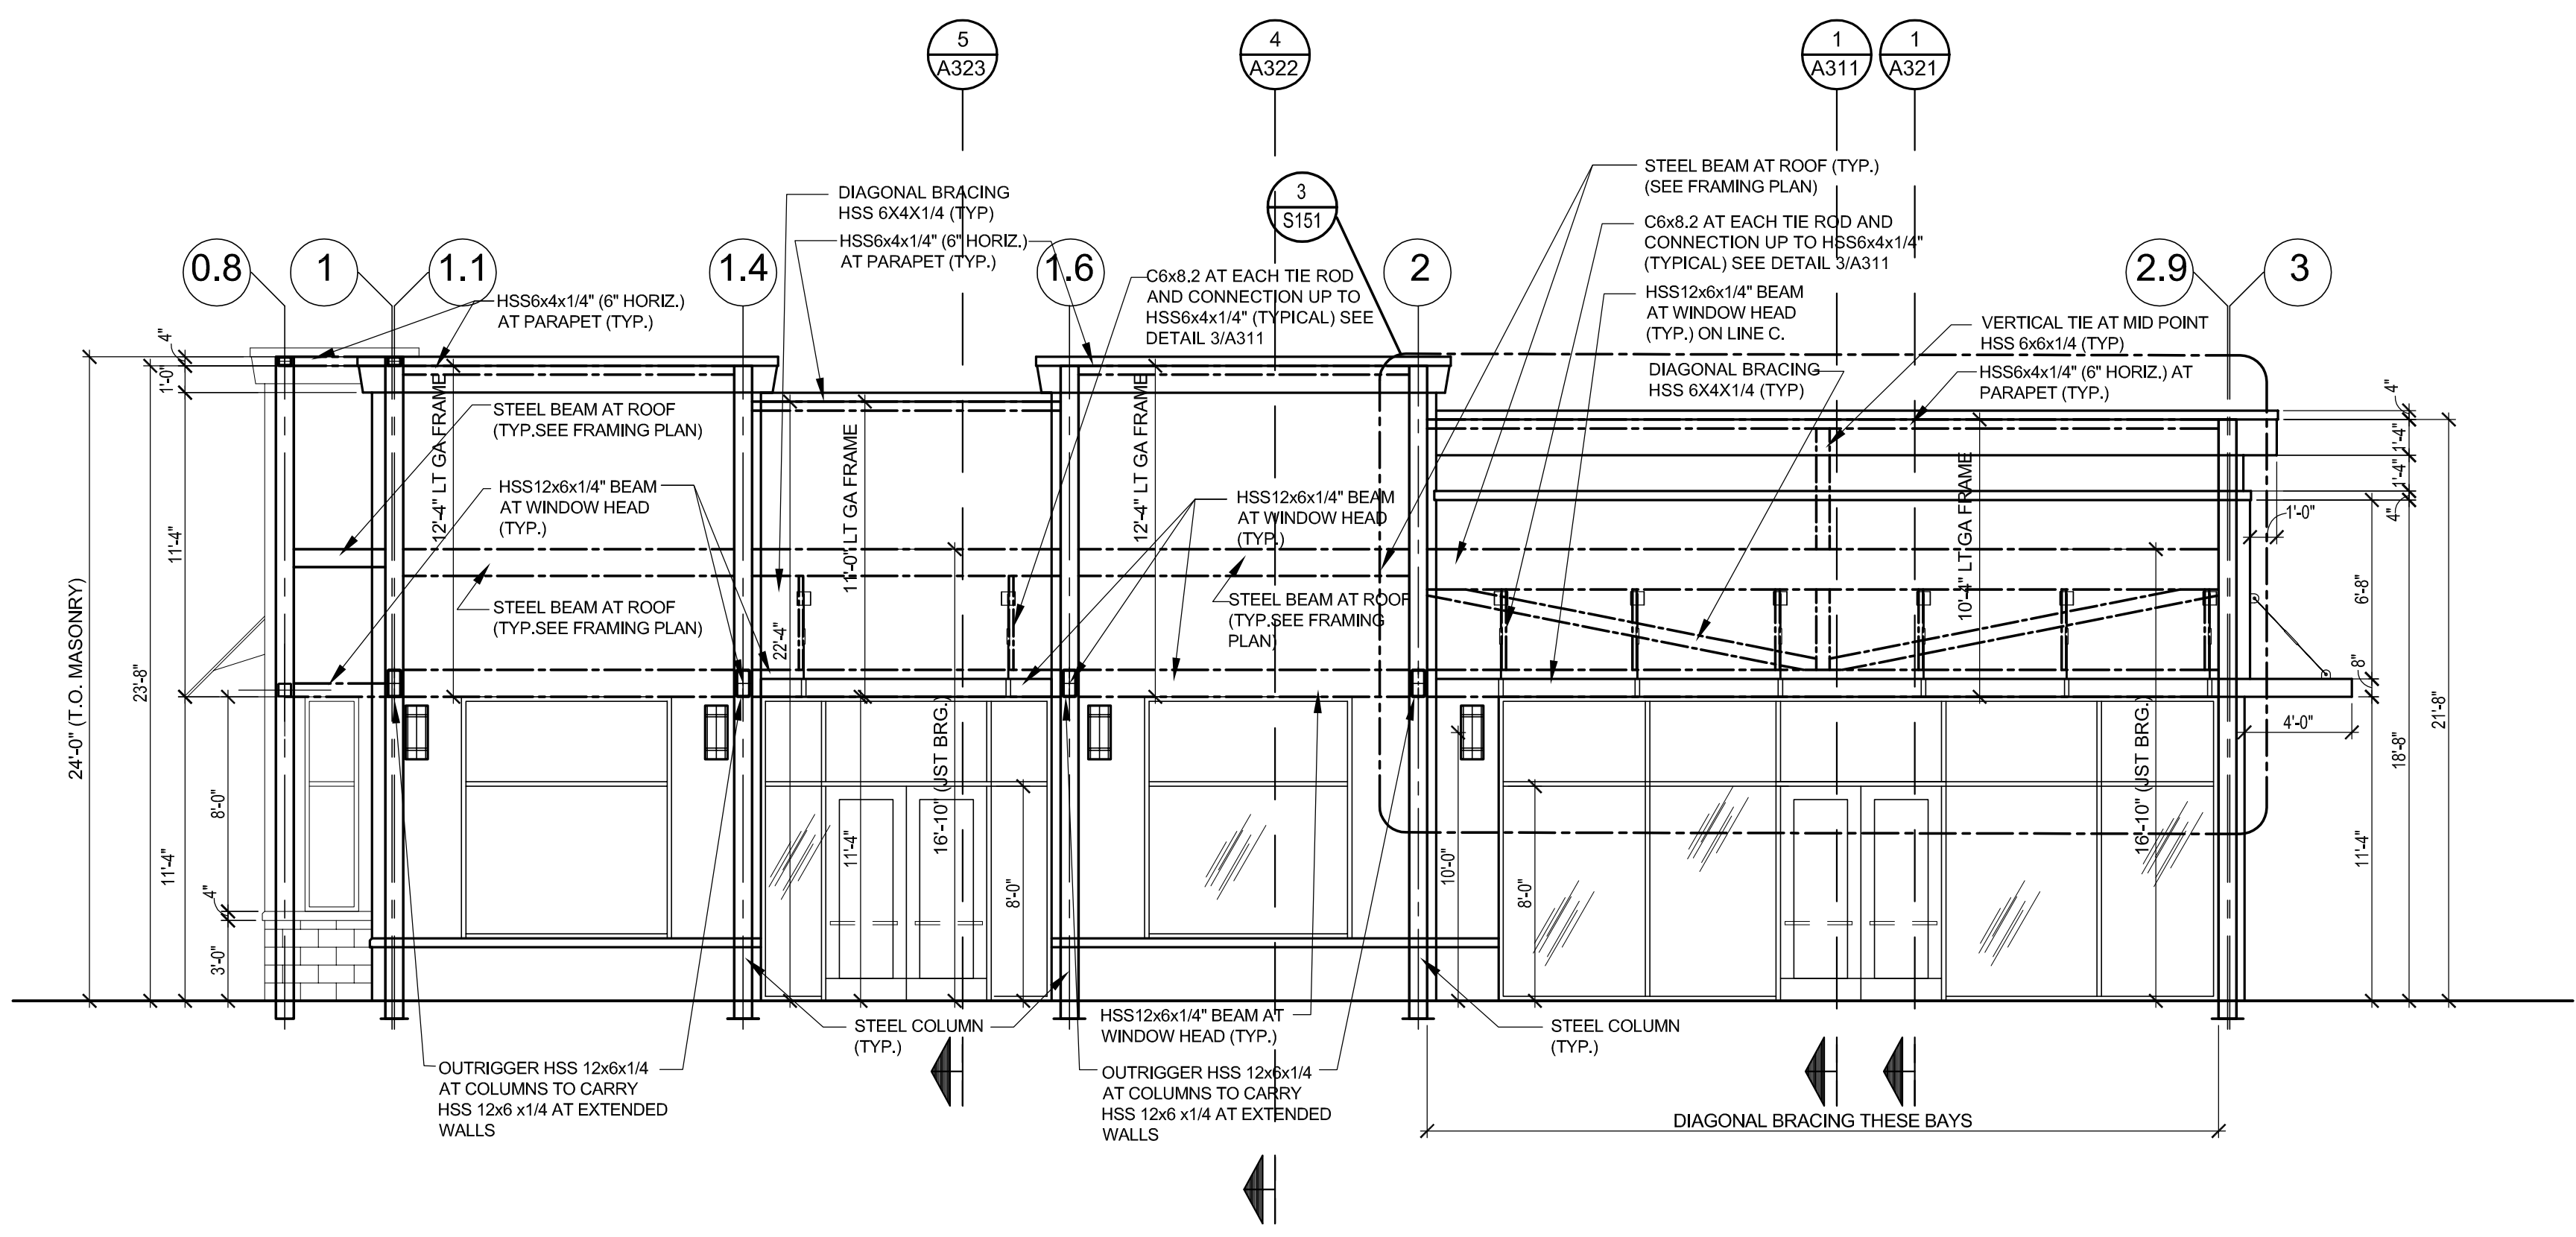 5
A323
4
A322
1
A311
1
A321
3
S151
0.8
1
1.1
1.4
1.6
2
2.9
3
DIAGONAL BRACING
HSS 6X4X1/4 (TYP)
HSS6x4x1/4" (6" HORIZ.)
AT PARAPET (TYP.)
STEEL BEAM AT ROOF (TYP.)
(SEE FRAMING PLAN)
C6x8.2 AT EACH TIE ROD AND
CONNECTION UP TO HSS6x4x1/4"
(TYPICAL) SEE DETAIL 3/A311
HSS12x6x1/4" BEAM
AT WINDOW HEAD
(TYP.) ON LINE C.
DIAGONAL BRACING
HSS 6X4X1/4 (TYP)
C6x8.2 AT EACH TIE ROD
AND CONNECTION UP TO
HSS6x4x1/4" (TYPICAL) SEE
DETAIL 3/A311
VERTICAL TIE AT MID POINT
HSS 6x6x1/4 (TYP)
HSS6x4x1/4" (6" HORIZ.) AT
PARAPET (TYP.)
HSS6x4x1/4" (6" HORIZ.)
AT PARAPET (TYP.)
STEEL BEAM AT ROOF
(TYP.SEE FRAMING PLAN)
HSS12x6x1/4" BEAM
AT WINDOW HEAD
(TYP.)
STEEL BEAM AT ROOF
(TYP.SEE FRAMING PLAN)
HSS12x6x1/4" BEAM
AT WINDOW HEAD
(TYP.)
STEEL BEAM AT ROOF
(TYP.SEE FRAMING
PLAN)
24'-0" (T.O. MASONRY)
23'-8"
4"
1'-0"
11'-4"
11'-4"
8'-0"
4"
3'-0"
12'-4" LT GA FRAME
22'-4"
11'-0" LT GA FRAME
11'-4"
16'-10" (JST BRG.)
8'-0"
12'-4" LT GA FRAME
10'-0"
8'-0"
10'-4" LT GA FRAME
16'-10" (JST BRG.)
1'-0"
4'-0"
4"
1'-4"
1'-4"
4"
6'-8"
8"
11'-4"
18'-8"
21'-8"
STEEL COLUMN
(TYP.)
HSS12x6x1/4" BEAM AT
WINDOW HEAD (TYP.)
STEEL COLUMN
(TYP.)
OUTRIGGER HSS 12x6x1/4
AT COLUMNS TO CARRY
HSS 12x6 x1/4 AT EXTENDED
WALLS
OUTRIGGER HSS 12x6x1/4
AT COLUMNS TO CARRY
HSS 12x6 x1/4 AT EXTENDED
WALLS
DIAGONAL BRACING THESE BAYS